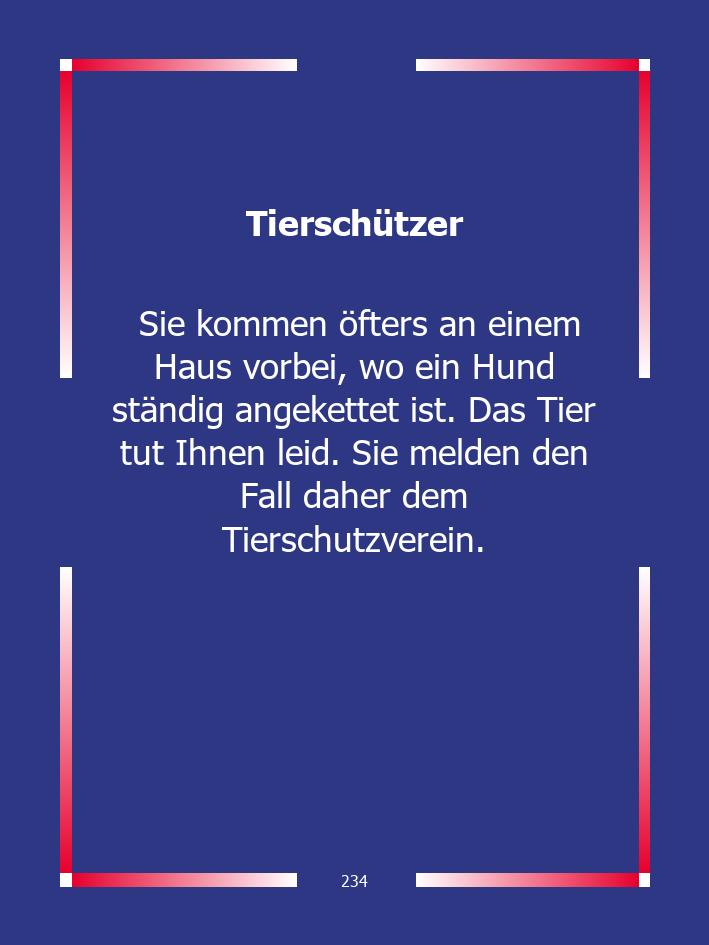 Tierschützer
Sie kommen öfters an einem
Haus vorbei, wo ein Hund
ständig angekettet ist. Das Tier
tut Ihnen leid. Sie melden den
Fall daher dem
Tierschutzverein.
234